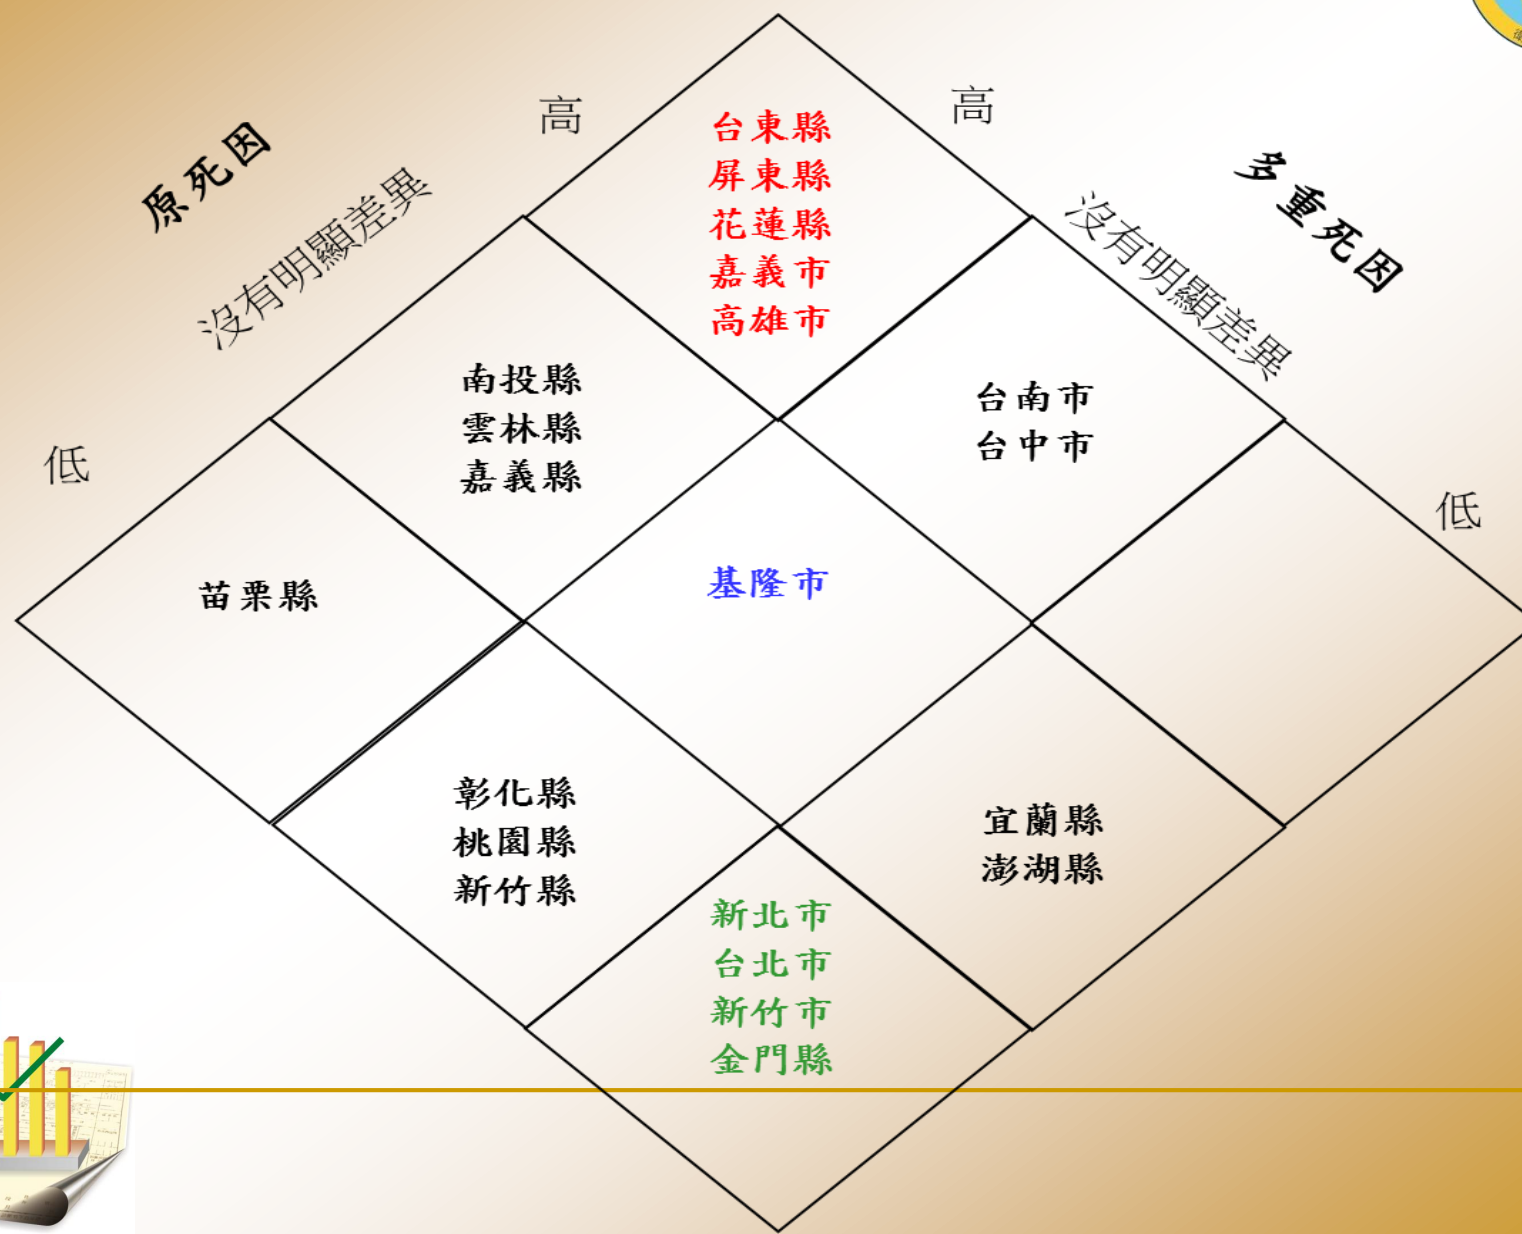 高
高
原死因
沒有明顯差異
多重死因
沒有明顯差異
台東縣
屏東縣
花蓮縣
嘉義市
高雄市
南投縣
雲林縣
嘉義縣
台南市
台中市
低
低
苗栗縣
基隆市
彰化縣
桃園縣
新竹縣
宜蘭縣
澎湖縣
新北市
台北市
新竹市
金門縣